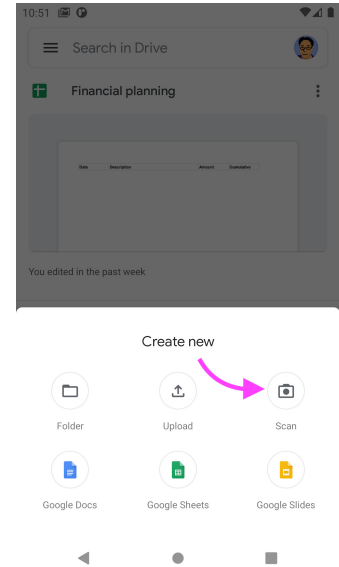 10:51
Search in Drive
Financial planning
Date Description Amount Cumulative
You edited in the past week
Create new
Folder Upload Scan
Google Docs Google Sheets Google Slides